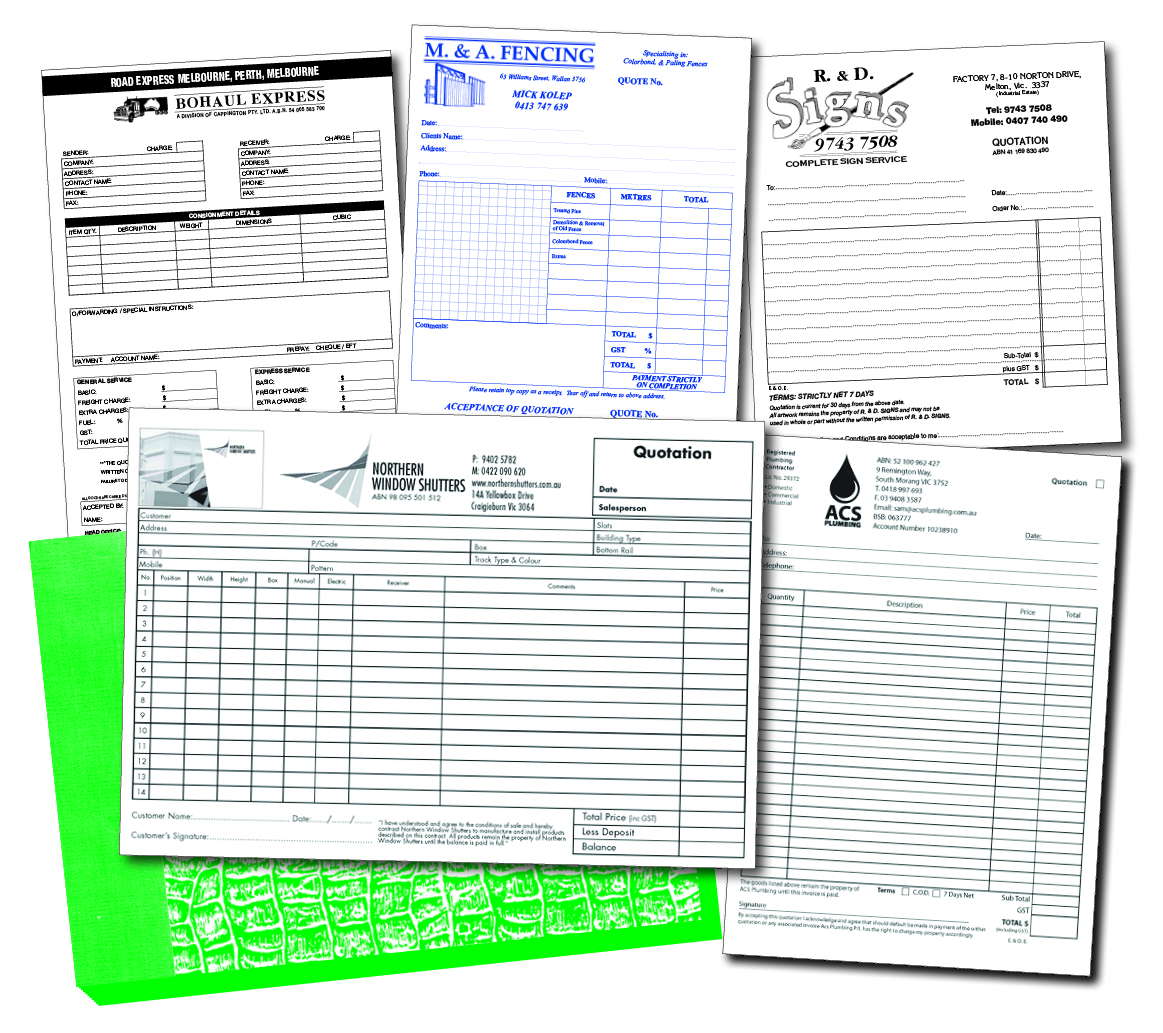 ROAD EXPRESS MELBOURNE, PERTH, MELBOURNE
BOHAUL EXPRESS
A DIVISION OF CAPPINGTON PTY. LTD. A.B.N. 54 005 563 700
SENDER: CHARGE
COMPANY:
ADDRESS:
CONTACT NAME
PHONE:
FAX:
RECEIVER: CHARGE
COMPANY:
ADDRESS:
CONTACT NAME
PHONE:
FAX:
CONSIGNMENT DETAILS
ITEM QTY. DESCRIPTION WEIGHT DIMENSIONS CUBIC
O/FORWARDING / SPECIAL INSTRUCTIONS:
PAYMENT: ACCOUNT NAME: PREPAY: CHEQUE / EFT
GENERAL SERVICE
BASIC: $
FREIGHT CHARGE: $
EXTRA CHARGES: $
FUEL: % $
GST: $
TOTAL PRICE QU
EXPRESS SERVICE
BASIC: $
FREIGHT CHARGE: $
EXTRA CHARGES: $
"THE QUO
WRITTEN C
ACCEPTED BY:
NAME:
HEAD OFFICE
M. & A. FENCING
63 Williams Street, Wallan 3756
MICK KOLEP
0413 747 639
Specialising in:
Colorbond, & Paling Fences
QUOTE No.
Date:
Clients Name:
Address:
Phone: Mobile:
FENCES METRES TOTAL
Treated Pine
Demolition & Removal
of Old Fence
Colourbond Fence
Extras
Comments:
TOTAL $
GST %
TOTAL $
PAYMENT STRICTLY
ON COMPLETION
Please retain top copy as a receipt. Tear off and return to above address.
ACCEPTANCE OF QUOTATION QUOTE No.
R. & D.
Signs
9743 7508
COMPLETE SIGN SERVICE
FACTORY 7, 8-10 NORTON DRIVE,
Melton, Vic. 3337
(Industrial Estate)
Tel: 9743 7508
Mobile: 0407 740 490
QUOTATION
ABN 41 169 630 490
To:
Date:
Order No.:
Sub-Total $
plus GST $
TOTAL $
E & O E.
TERMS: STRICTLY NET 7 DAYS
Quotation is current for 30 days from the above date.
All artwork remains the property of R. & D. SIGNS and may not be
used in whole or part without the written permission of R. & D. SIGNS.
and Conditions are acceptable to me
NORTHERN
WINDOW SHUTTERS
NORTHERN
WINDOW SHUTTERS
ABN 98 095 501 512
P: 9402 5782
M: 0422 090 620
www.northernshutters.com.au
14A Yellowbox Drive
Craigieburn Vic 3064
Quotation
Date
Salesperson
Customer
Address
P/Code
Ph. (H)
Mobile
Pattern
Box
Track Type & Colour
Slats
Building Type
Bottom Rail
No. Position Width Height Box Manual Electric Receiver Comments Price
1
2
3
4
5
6
7
8
9
10
11
12
13
14
Customer Name: Date: / /
Customer's Signature:
"I have understood and agree to the conditions of sale and hereby
contract Northern Window Shutters to manufacture and install products
described on this contract. All products remain the property of Northern
Window Shutters until the balance is paid in full."
Total Price (inc GST)
Less Deposit
Balance
Registered
Plumbing
Contractor
Lic No. 29372
• Domestic
• Commercial
• Industrial
ACS
PLUMBING
ABN: 52 100 962 427
9 Remington Way,
South Morang VIC 3752
T. 0418 997 693
F. 03 9408 3587
Email: sam@acsplumbing.com.au
BSB: 063777
Account Number 10238910
Quotation
Date:
To:
ddress:
elephone:
Quantity Description Price Total
The goods listed above remain the property of
ACS Plumbing until this invoice is paid.
Terms C.O.D. 7 Days Net
Sub Total
GST
TOTAL $
(including GST)
Signature
By accepting this quotation I acknowledge and agree that should default be made in payment of the within
quotation or any associated invoice Acs Plumbing P/L has the right to charge my property accordingly.
E. & O. E.